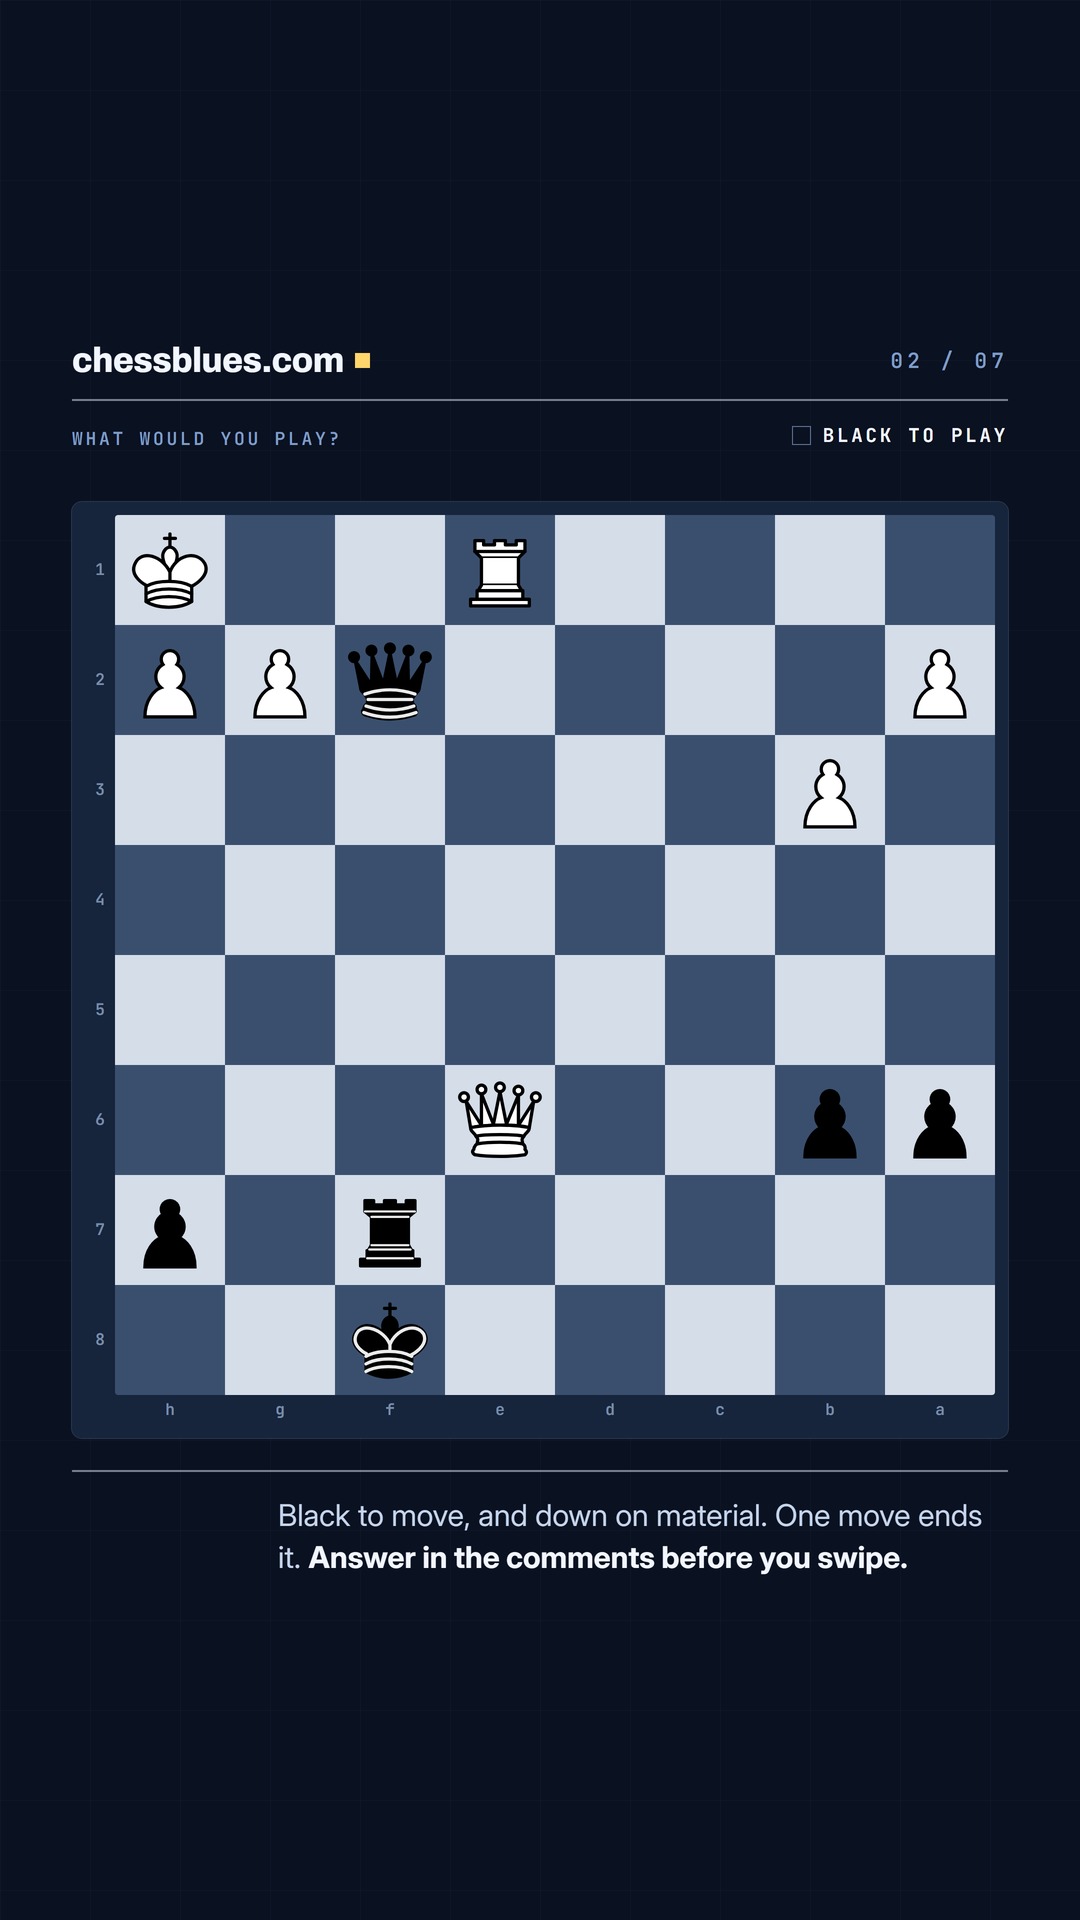 chessblues.com
02 / 07
WHAT WOULD YOU PLAY?
BLACK TO PLAY
1
2
3
4
5
6
7
8
h g f e d c b a
Black to move, and down on material. One move ends
it. Answer in the comments before you swipe.